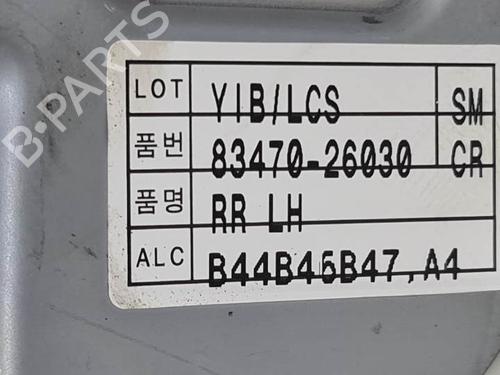 B-PARTS
LOT YIB/LCS SM
품번 83470-26030 CR
품명 RR LH
ALC B44B46B47,A4